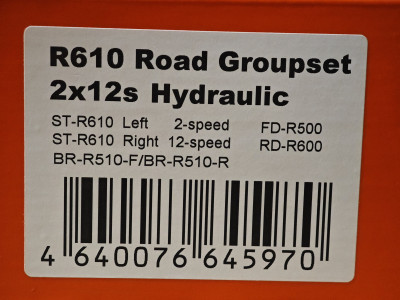 R610 Road Groupset
2x12s Hydraulic
ST-R610 Left 2-speed FD-R500
ST-R610 Right 12-speed RD-R600
BR-R510-F/BR-R510-R
4 640076 645970